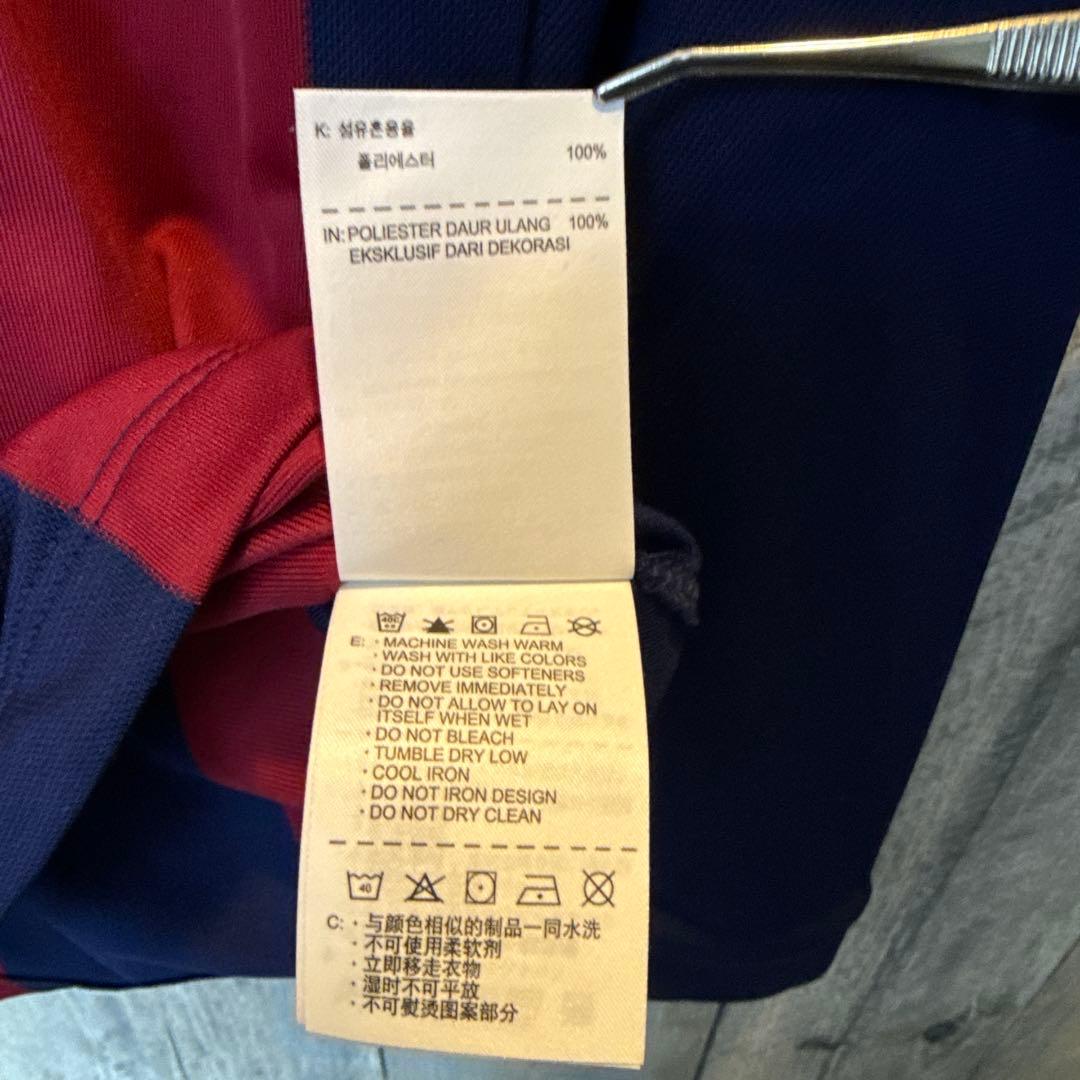 K: 섬유혼용율
폴리에스터 100%
IN: POLIESTER DAUR ULANG 100%
EKSKLUSIF DARI DEKORASI
40C
E: · MACHINE WASH WARM
· WASH WITH LIKE COLORS
· DO NOT USE SOFTENERS
· REMOVE IMMEDIATELY
· DO NOT ALLOW TO LAY ON
ITSELF WHEN WET
· DO NOT BLEACH
· TUMBLE DRY LOW
· COOL IRON
· DO NOT IRON DESIGN
· DO NOT DRY CLEAN
40
C: · 与颜色相似的制品一同水洗
· 不可使用柔软剂
· 立即移走衣物
· 湿时不可平放
· 不可熨烫图案部分